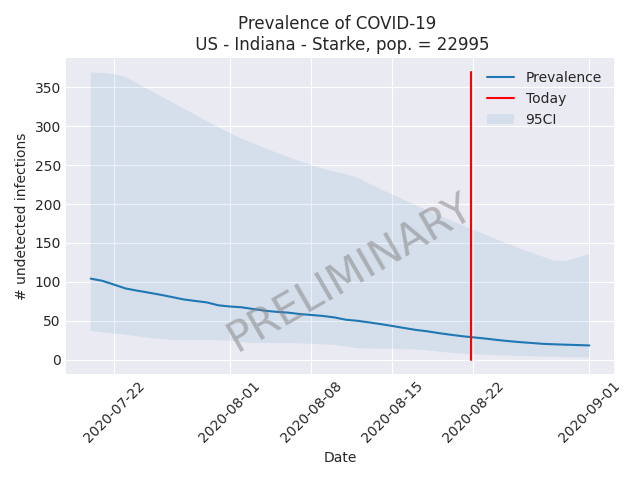 Prevalence of COVID-19
US - Indiana - Starke, pop. = 22995
Prevalence
Today
95CI
# undetected infections
350
300
250
200
150
100
50
0
PRELIMINARY
2020-07-22
2020-08-01
2020-08-08
2020-08-15
2020-08-22
2020-09-01
Date